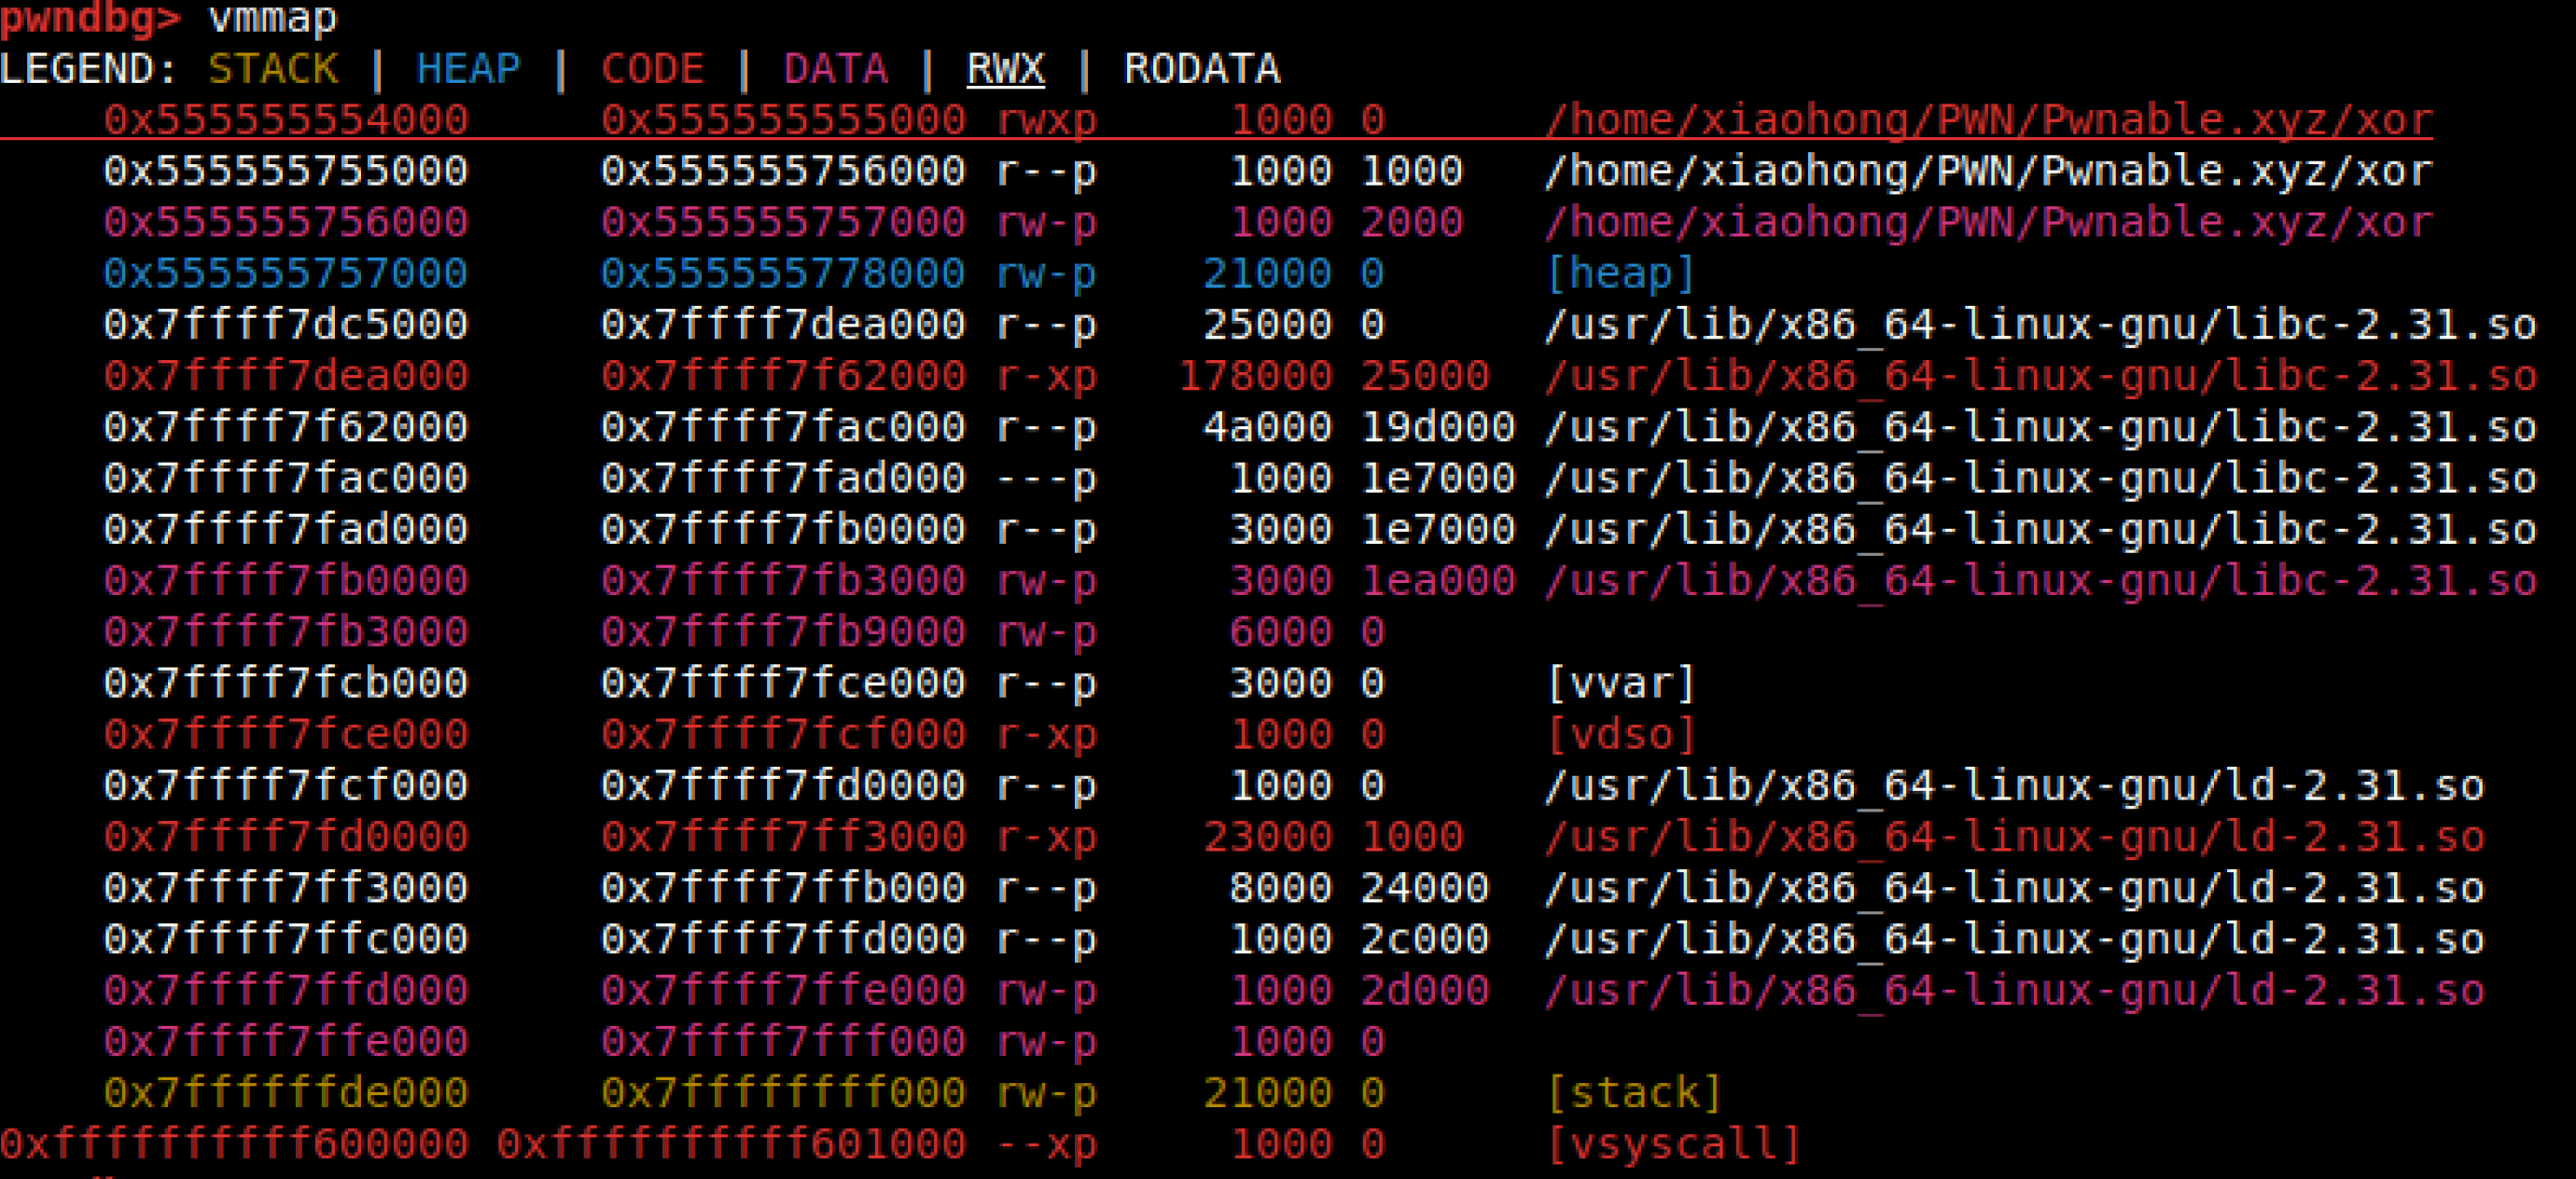 pwndbg> vmmap
LEGEND: STACK | HEAP | CODE | DATA | RWX | RODATA
0x555555554000 0x555555555000 rwxp 1000 0 /home/xiaohong/PWN/Pwnable.xyz/xor
0x555555755000 0x555555756000 r--p 1000 1000 /home/xiaohong/PWN/Pwnable.xyz/xor
0x555555756000 0x555555757000 rw-p 1000 2000 /home/xiaohong/PWN/Pwnable.xyz/xor
0x555555757000 0x555555778000 rw-p 21000 0 [heap]
0x7ffff7dc5000 0x7ffff7dea000 r--p 25000 0 /usr/lib/x86_64-linux-gnu/libc-2.31.so
0x7ffff7dea000 0x7ffff7f62000 r-xp 178000 25000 /usr/lib/x86_64-linux-gnu/libc-2.31.so
0x7ffff7f62000 0x7ffff7fac000 r--p 4a000 19d000 /usr/lib/x86_64-linux-gnu/libc-2.31.so
0x7ffff7fac000 0x7ffff7fad000 ---p 1000 1e7000 /usr/lib/x86_64-linux-gnu/libc-2.31.so
0x7ffff7fad000 0x7ffff7fb0000 r--p 3000 1e7000 /usr/lib/x86_64-linux-gnu/libc-2.31.so
0x7ffff7fb0000 0x7ffff7fb3000 rw-p 3000 1ea000 /usr/lib/x86_64-linux-gnu/libc-2.31.so
0x7ffff7fb3000 0x7ffff7fb9000 rw-p 6000 0
0x7ffff7fcb000 0x7ffff7fce000 r--p 3000 0 [vvar]
0x7ffff7fce000 0x7ffff7fcf000 r-xp 1000 0 [vdso]
0x7ffff7fcf000 0x7ffff7fd0000 r--p 1000 0 /usr/lib/x86_64-linux-gnu/ld-2.31.so
0x7ffff7fd0000 0x7ffff7ff3000 r-xp 23000 1000 /usr/lib/x86_64-linux-gnu/ld-2.31.so
0x7ffff7ff3000 0x7ffff7ffb000 r--p 8000 24000 /usr/lib/x86_64-linux-gnu/ld-2.31.so
0x7ffff7ffc000 0x7ffff7ffd000 r--p 1000 2c000 /usr/lib/x86_64-linux-gnu/ld-2.31.so
0x7ffff7ffd000 0x7ffff7ffe000 rw-p 1000 2d000 /usr/lib/x86_64-linux-gnu/ld-2.31.so
0x7ffff7ffe000 0x7ffff7fff000 rw-p 1000 0
0x7ffffffde000 0x7ffffffff000 rw-p 21000 0 [stack]
0xffffffffff600000 0xffffffffff601000 --xp 1000 0 [vsyscall]